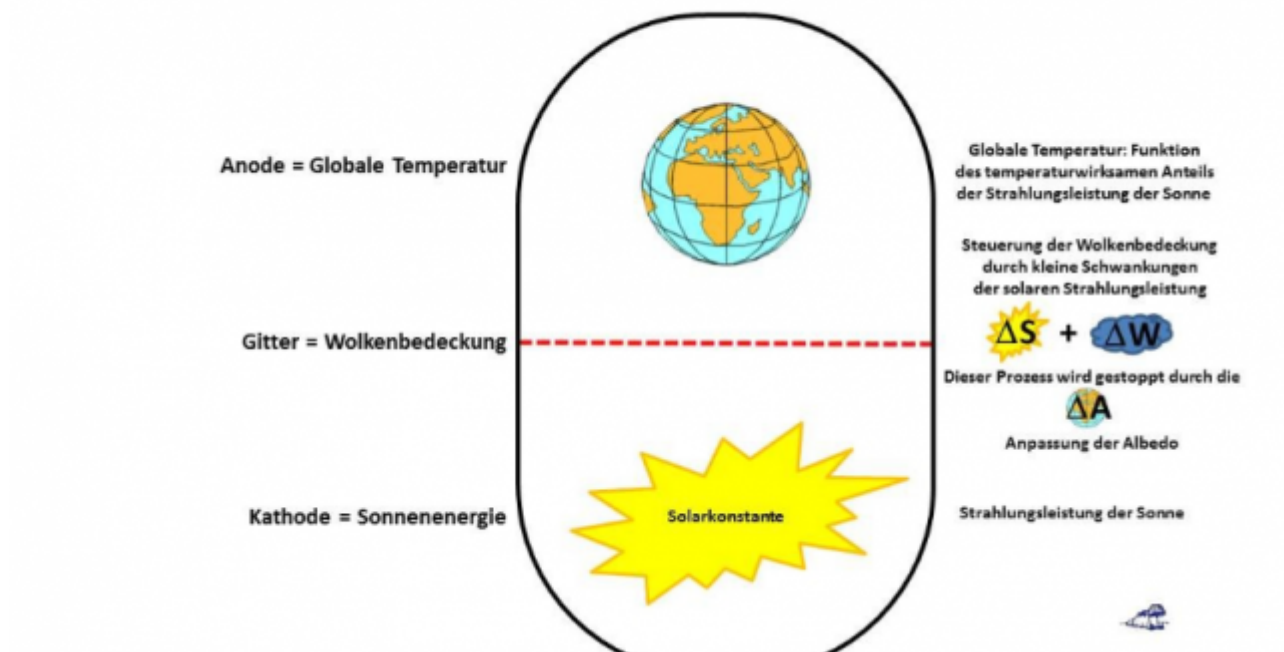 Anode = Globale Temperatur
Globale Temperatur: Funktion
des temperaturwirksamen Anteils
der Strahlungsleistung der Sonne
Steuerung der Wolkenbedeckung
durch kleine Schwankungen
der solaren Strahlungsleistung
Gitter = Wolkenbedeckung
ΔS + ΔW
Dieser Prozess wird gestoppt durch die
ΔA
Anpassung der Albedo
Kathode = Sonnenenergie
Solarkonstante
Strahlungsleistung der Sonne